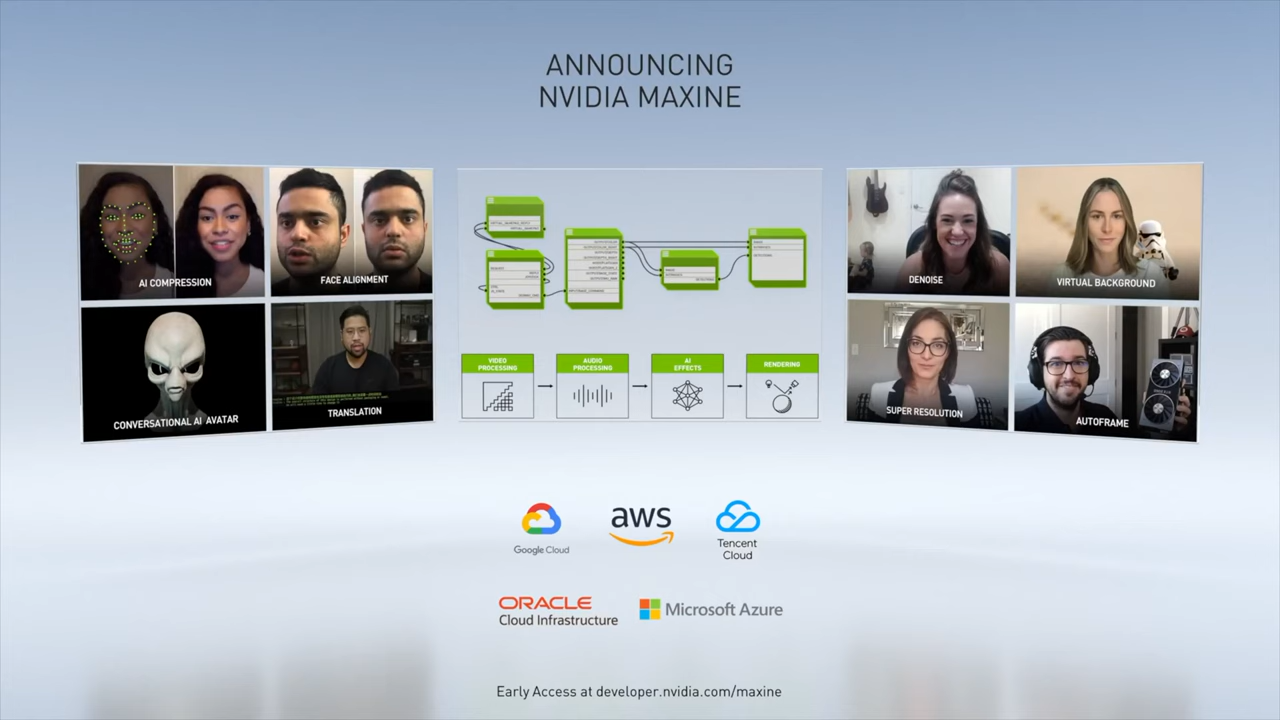 ANNOUNCING
NVIDIA MAXINE
AI COMPRESSION
FACE ALIGNMENT
CONVERSATIONAL AI AVATAR
TRANSLATION
VIDEO
PROCESSING
AUDIO
PROCESSING
AI
EFFECTS
RENDERING
DENOISE
VIRTUAL BACKGROUND
SUPER RESOLUTION
AUTOFRAME
Google Cloud
aws
Tencent
Cloud
ORACLE
Cloud Infrastructure
Microsoft Azure
Early Access at developer.nvidia.com/maxine